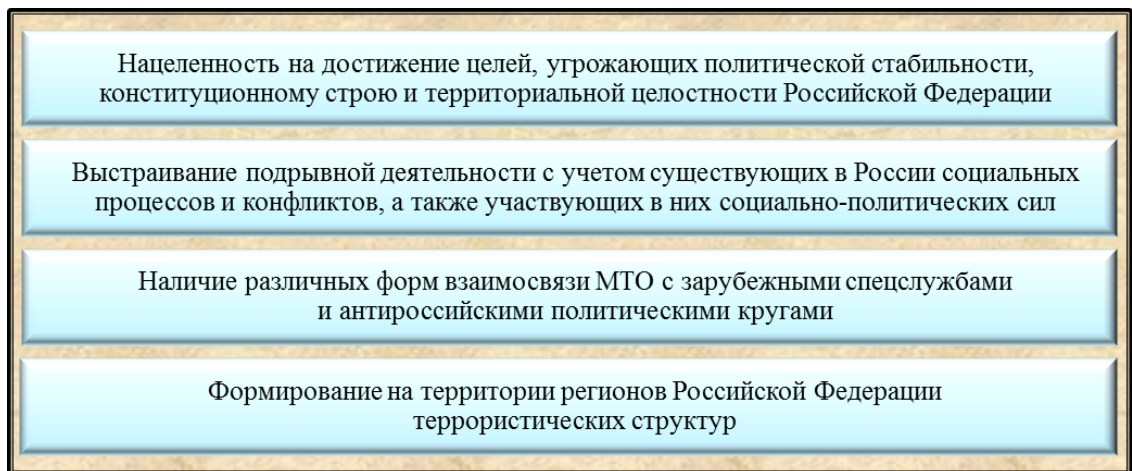 Нацеленность на достижение целей, угрожающих политической стабильности,
конституционному строю и территориальной целостности Российской Федерации
Выстраивание подрывной деятельности с учетом существующих в России социальных
процессов и конфликтов, а также участвующих в них социально-политических сил
Наличие различных форм взаимосвязи МТО с зарубежными спецслужбами
и антироссийскими политическими кругами
Формирование на территории регионов Российской Федерации
террористических структур